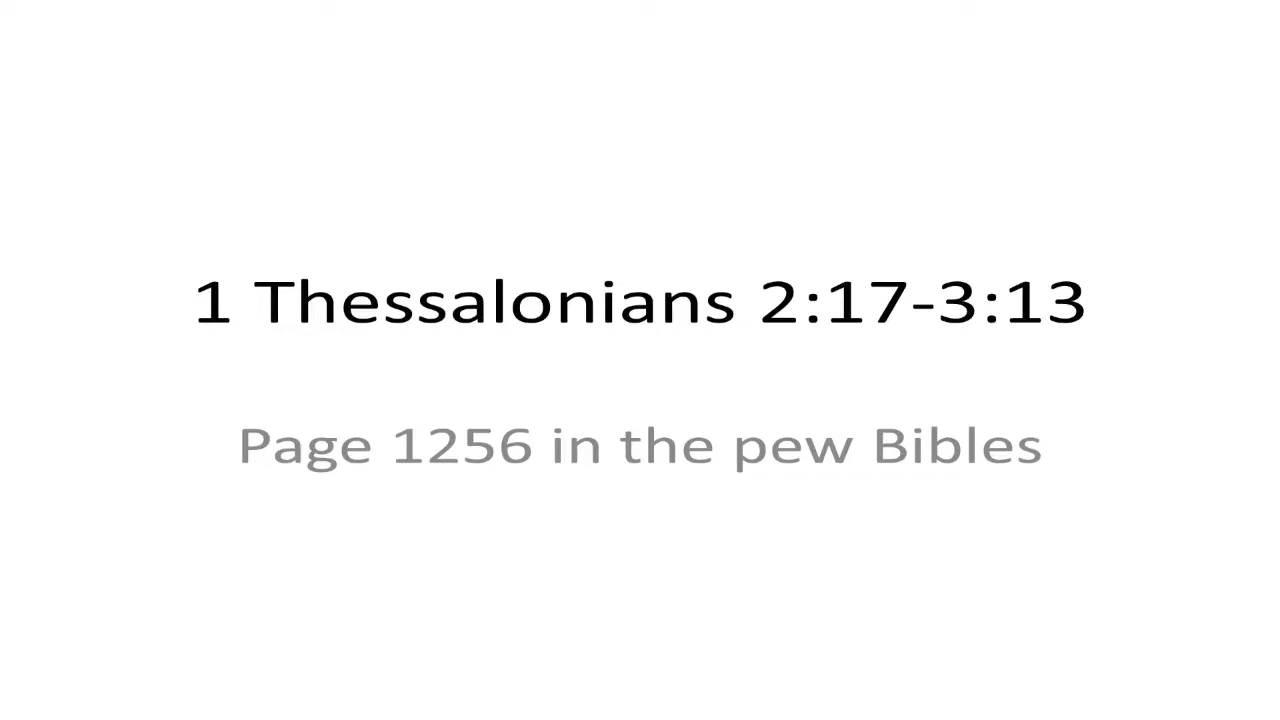 1 Thessalonians 2:17-3:13
Page 1256 in the pew Bibles